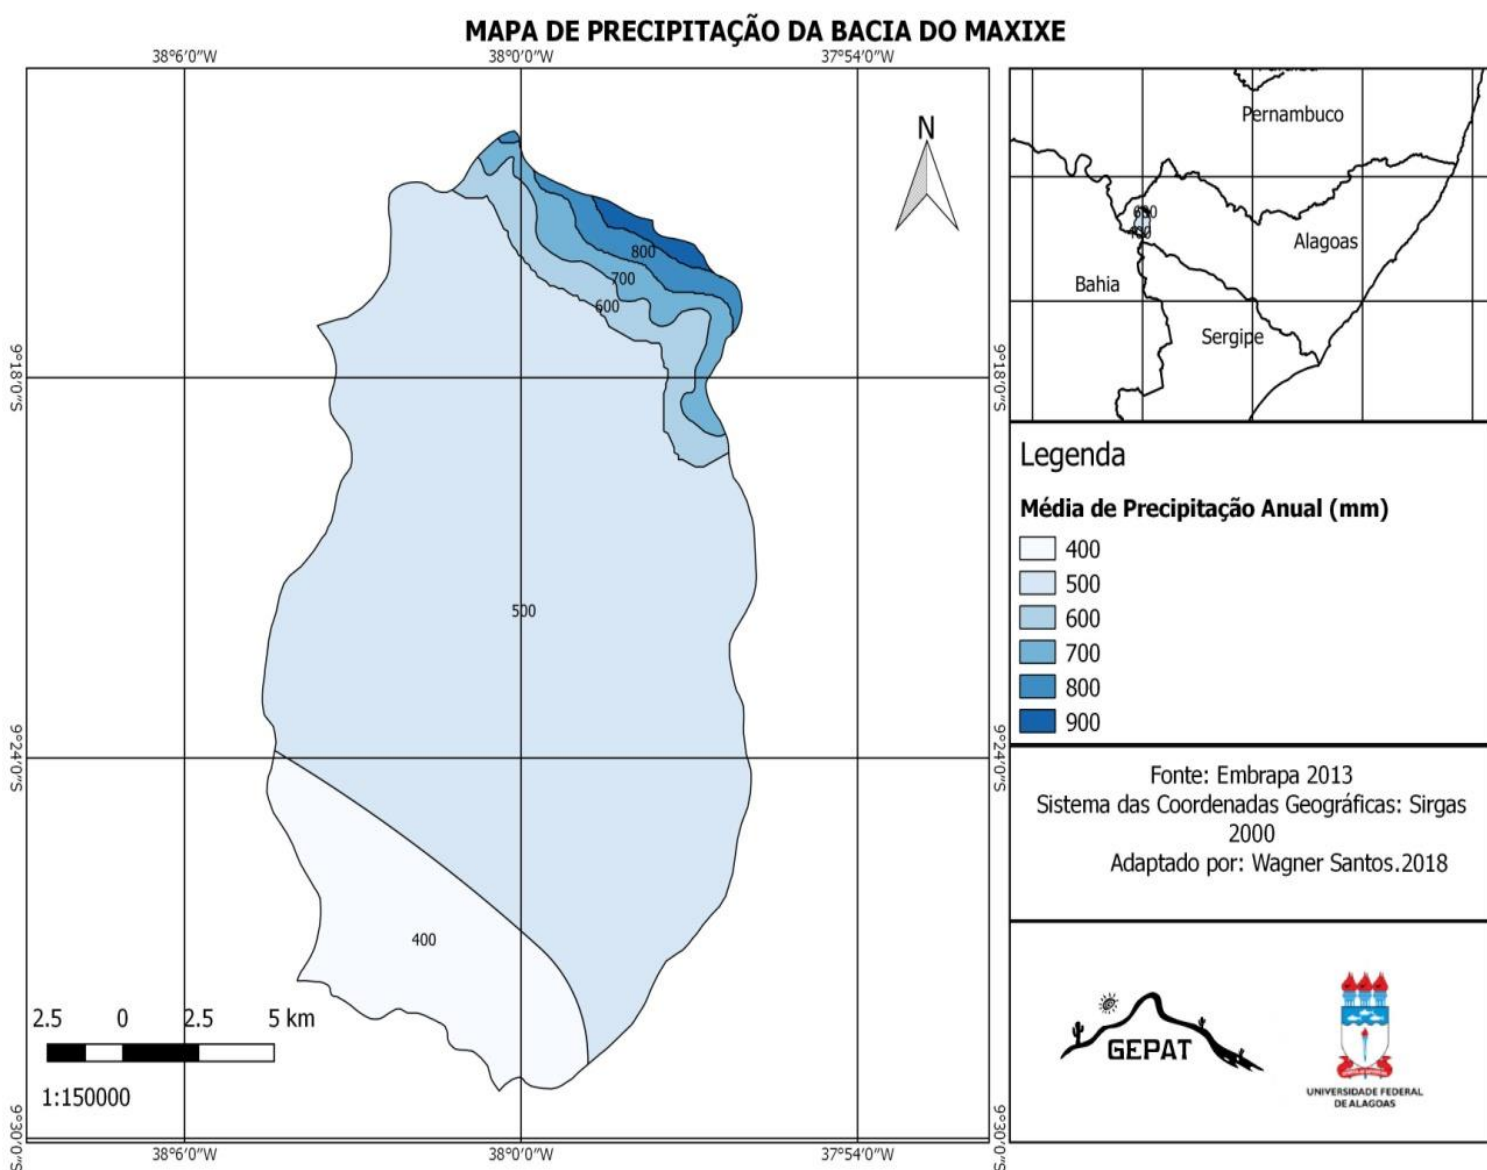 MAPA DE PRECIPITAÇÃO DA BACIA DO MAXIXE
38°6′0″W
38°0′0″W
37°54′0″W
N
800
700
600
9°18′0″S
9°18′0″S
500
9°24′0″S
9°24′0″S
400
2.5 0 2.5 5 km
1:150000
9°30′0″S
9°30′0″S
38°6′0″W
38°0′0″W
37°54′0″W
Pernambuco
Alagoas
Bahia
Sergipe
Legenda
Média de Precipitação Anual (mm)
400
500
600
700
800
900
Fonte: Embrapa 2013
Sistema das Coordenadas Geográficas: Sirgas
2000
Adaptado por: Wagner Santos.2018
GEPAT
UNIVERSIDADE FEDERAL
DE ALAGOAS